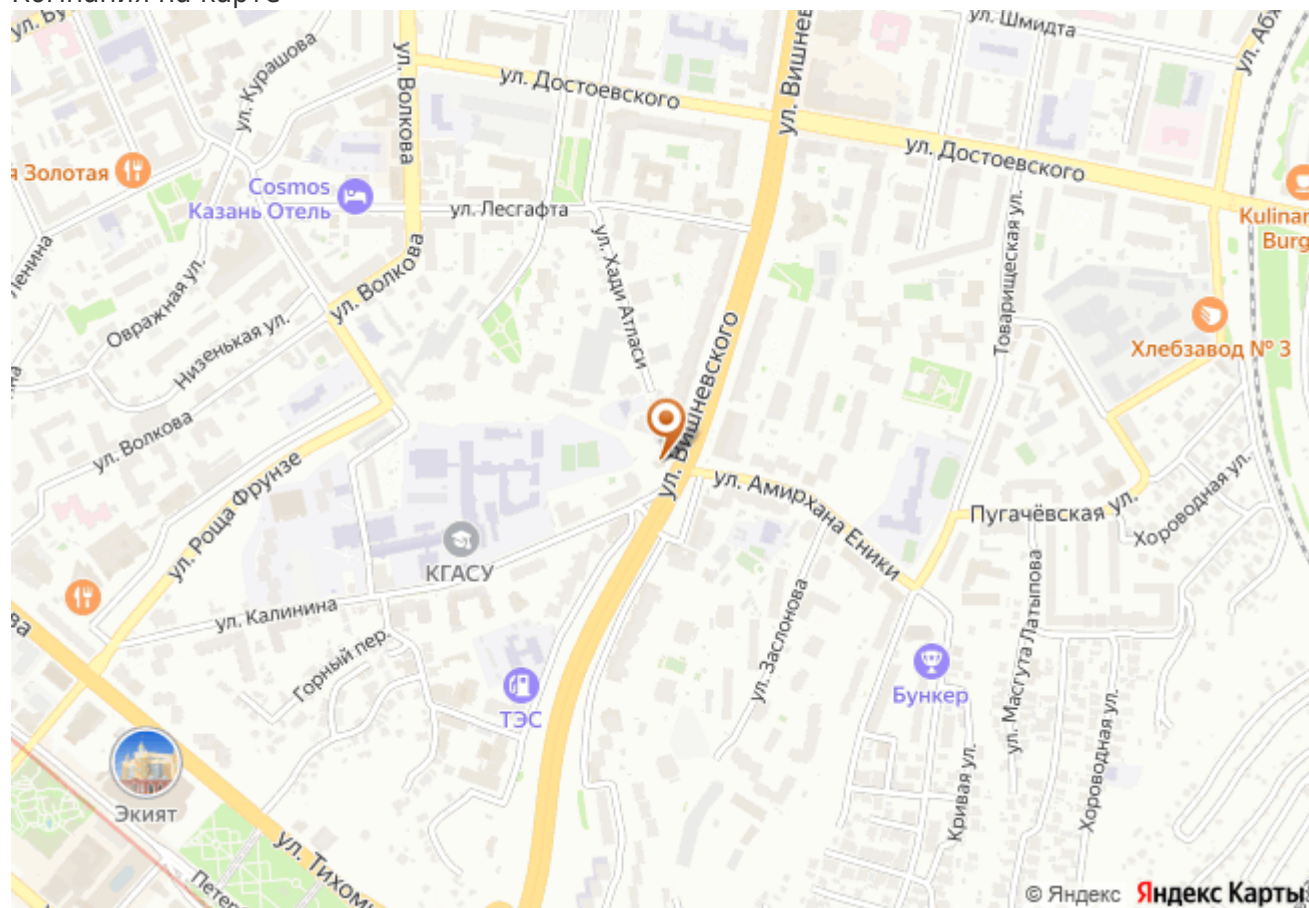 Компания на карте
ул. Шмидта
ул. Курашова
ул. Волкова
ул. Достоевского
ул. Достоевского
Золотая
Cosmos
Казань Отель
ул. Лесгафта
Товарищеская ул.
Овражная ул.
ул. Волкова
ул. Хади Атласи
Низенькая ул.
Хлебзавод № 3
ул. Вишневского
ул. Волкова
ул. Роща Фрунзе
ул. Амирхана Еники
Пугачёвская ул.
Хороводная ул.
КГАСУ
ул. Калинина
Горный пер.
ул. Заслонова
ул. Масгута Латыпова
Бункер
ТЭС
Хороводная ул.
Кривая ул.
Экият
© Яндекс Яндекс Карты